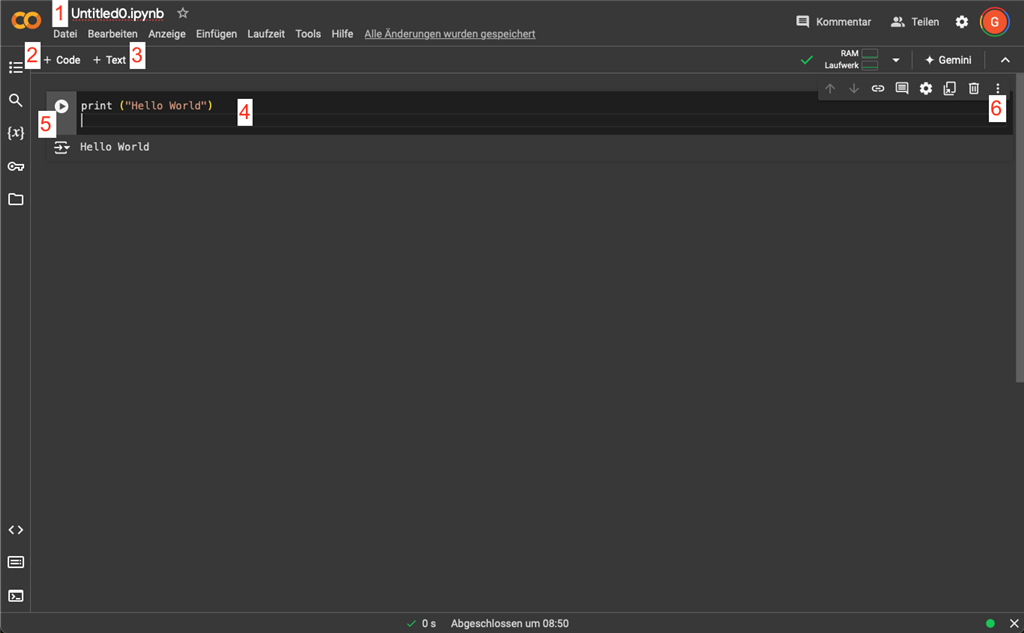 1 Untitled0.ipynb
Datei Bearbeiten Anzeige Einfügen Laufzeit Tools Hilfe Alle Änderungen wurden gespeichert
Kommentar Teilen G
2 + Code + Text 3
RAM
Laufwerk
Gemini
print ("Hello World") 4
5
6
{x}
Hello World
0 s Abgeschlossen um 08:50